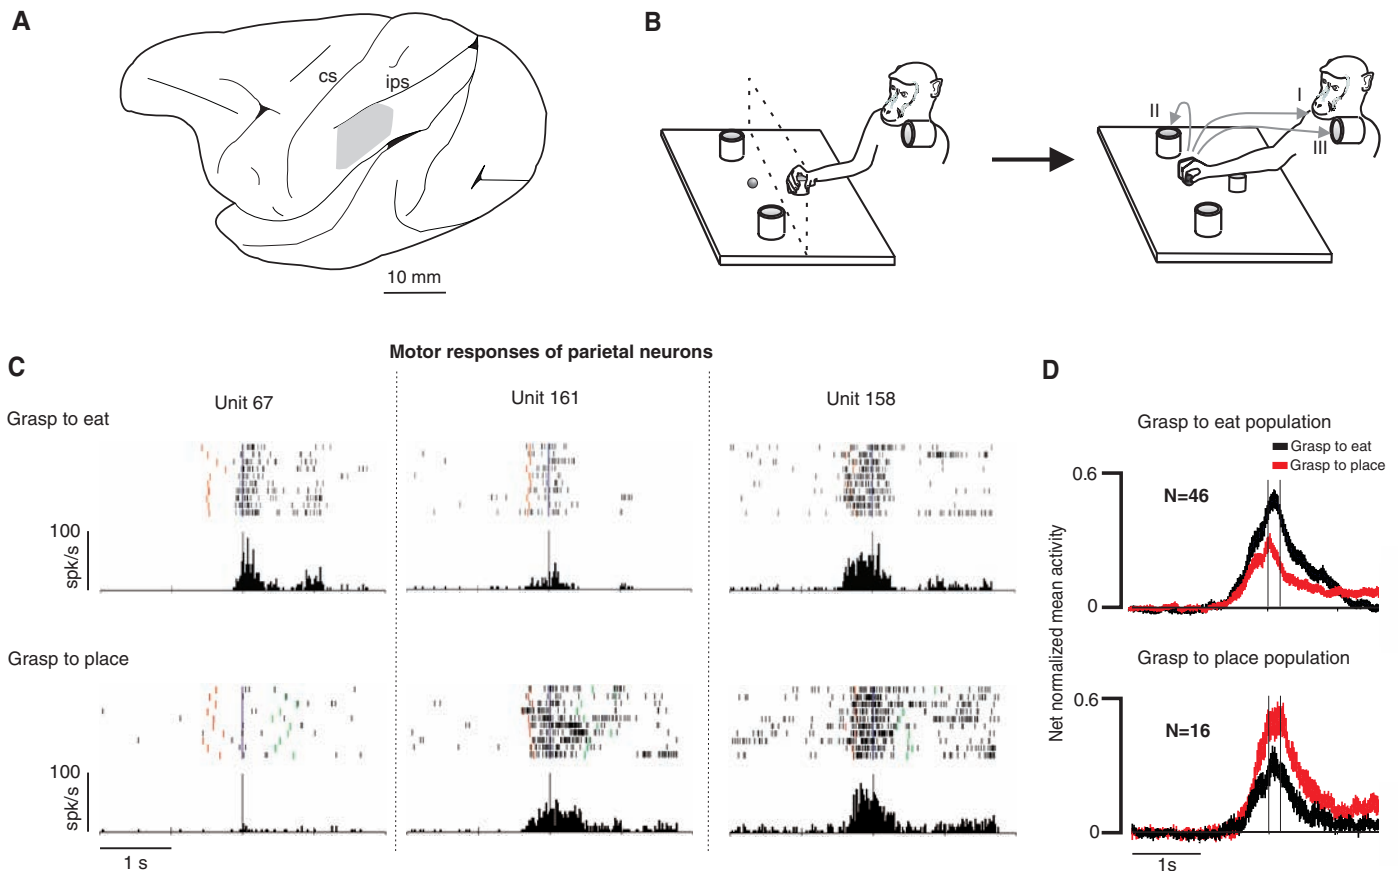 A
cs
ips
10 mm
B
I
II
III
Motor responses of parietal neurons
C
Unit 67
Unit 161
Unit 158
Grasp to eat
100
spk/s
Grasp to place
100
spk/s
1 s
D
Grasp to eat population
Grasp to eat
Grasp to place
0.6
N=46
0
Net normalized mean activity
Grasp to place population
0.6
N=16
0
1s